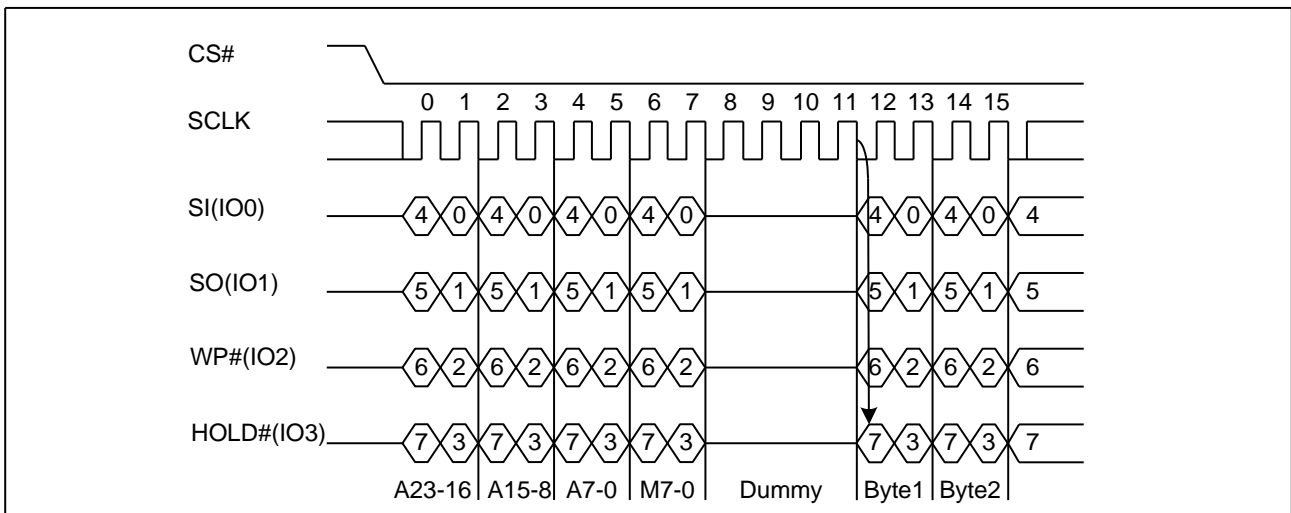 CS#
0 1 2 3 4 5 6 7 8 9 10 11 12 13 14 15
SCLK
SI(IO0) 4 0 4 0 4 0 4 0 4 0 4 0 4
SO(IO1) 5 1 5 1 5 1 5 1 5 1 5 1 5
WP#(IO2) 6 2 6 2 6 2 6 2 6 2 6 2 6
HOLD#(IO3) 7 3 7 3 7 3 7 3 7 3 7 3 7
A23-16 A15-8 A7-0 M7-0 Dummy Byte1 Byte2